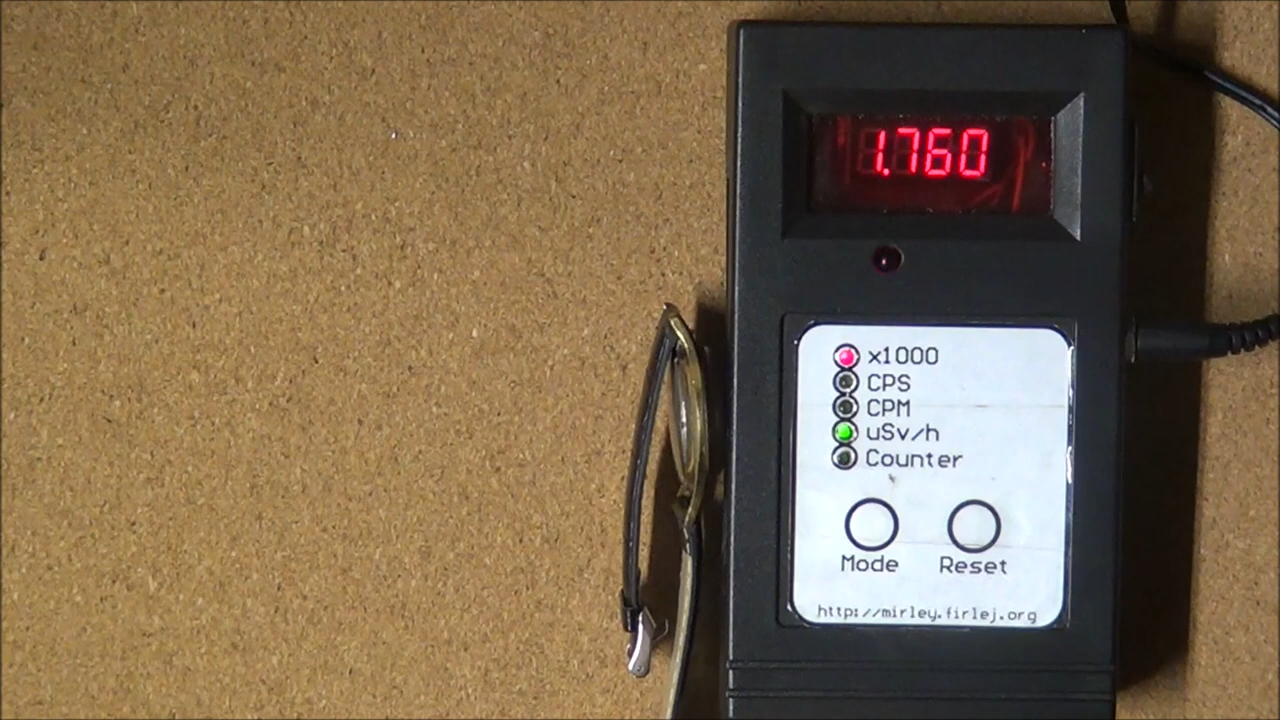 1.760
x1000
CPS
CPM
uSv/h
Counter
Mode Reset
http://mirley.firlej.org